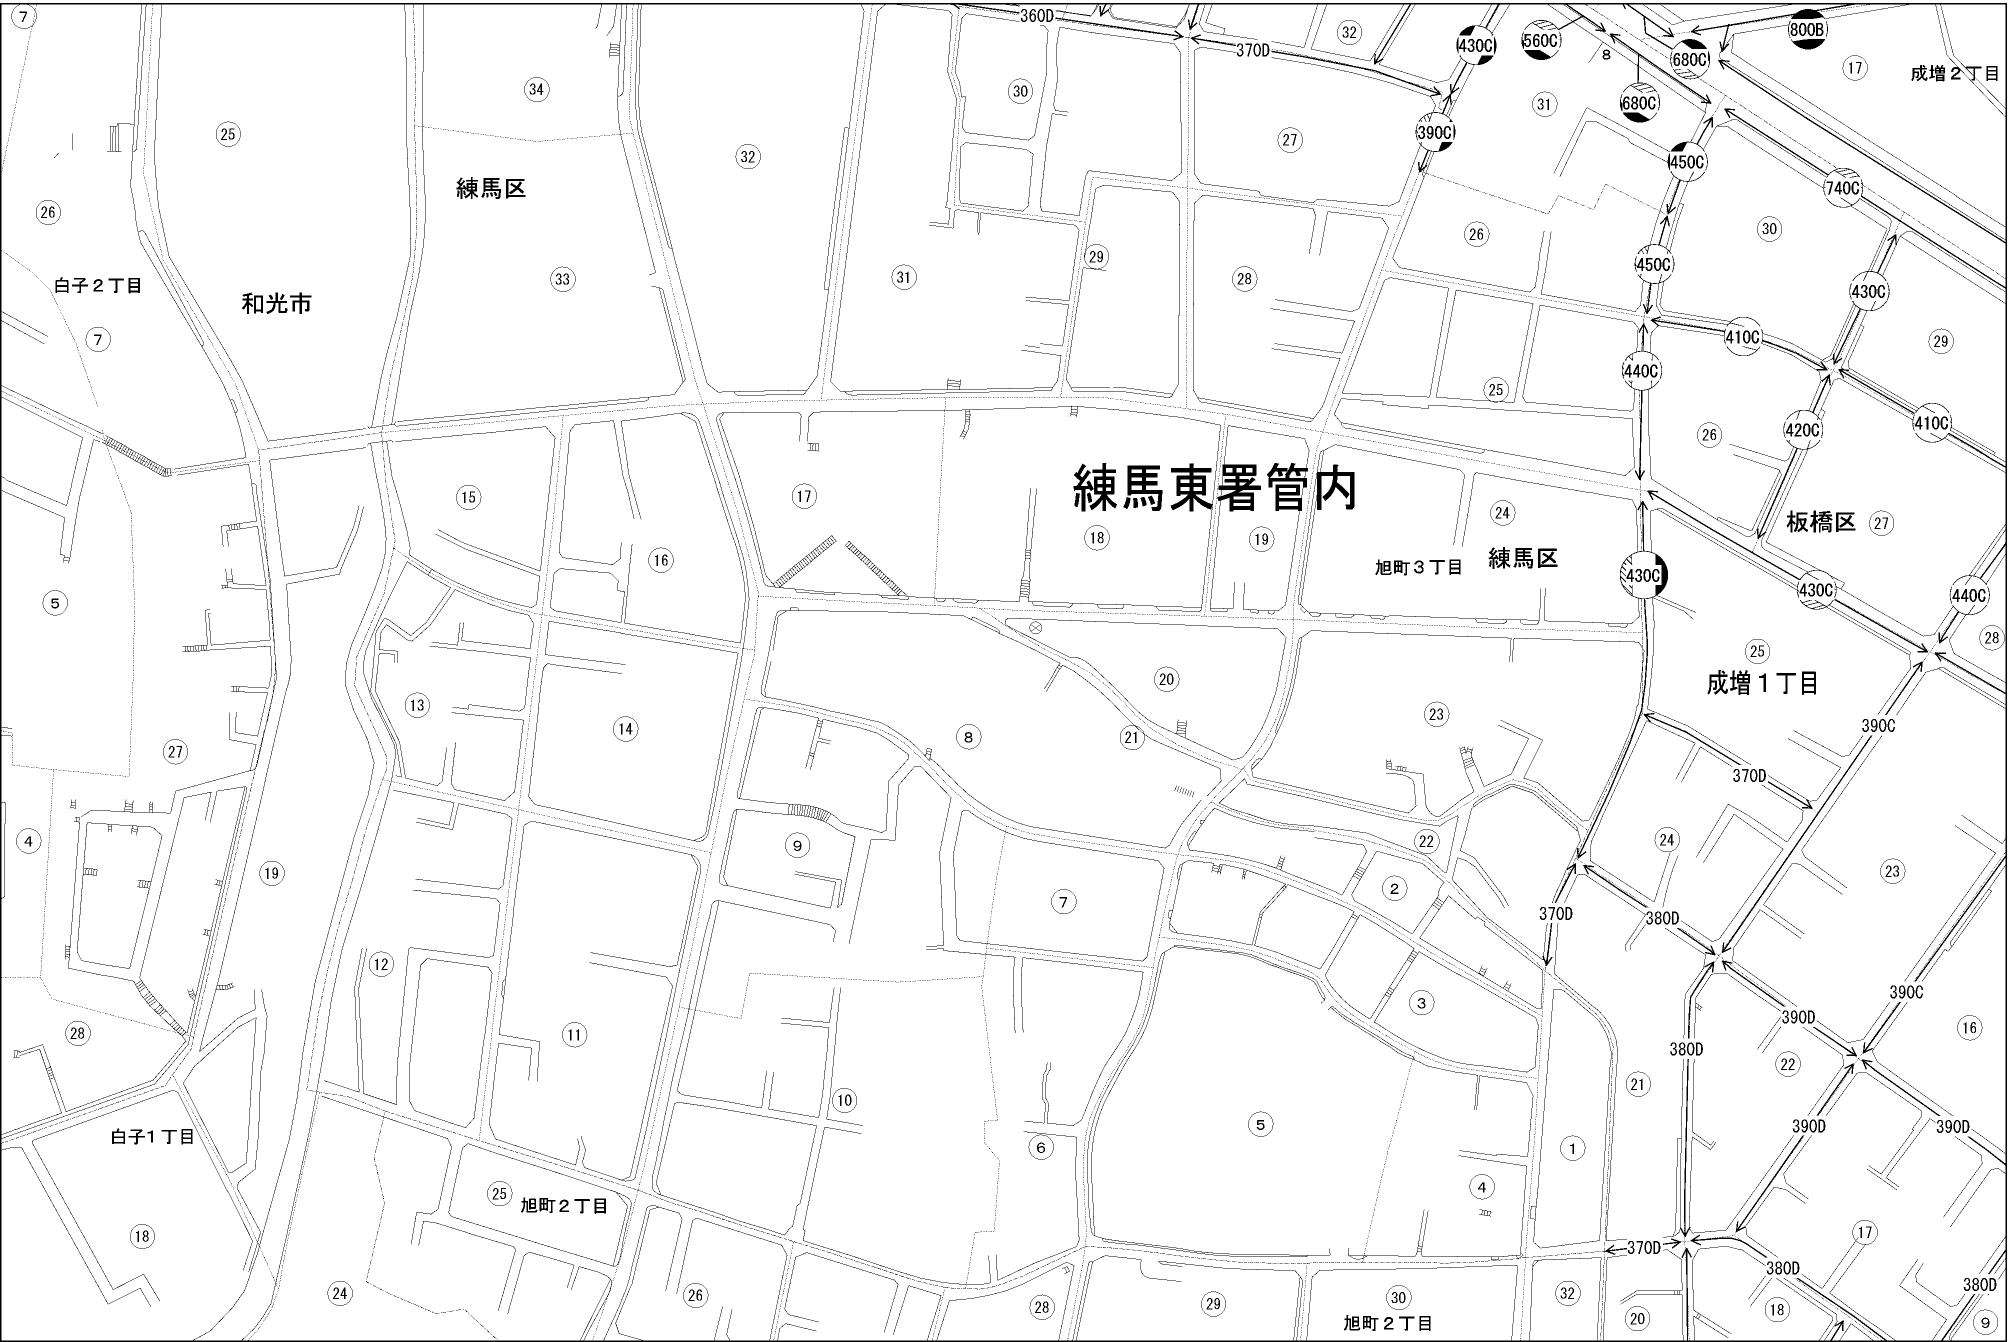 7
360D
370D
32
430C
560C
8
680C
680C
800B
17
成増2丁目
34
25
30
31
27
390C
450C
740C
32
練馬区
26
26
30
29
450C
白子2丁目
33
31
28
430C
和光市
7
410C
29
440C
25
410C
420C
26
15
17
練馬東署管内
24
板橋区
27
18
19
16
旭町3丁目
練馬区
430C
430C
440C
5
28
25
20
成増1丁目
13
23
14
8
21
390C
27
370D
4
9
22
24
19
23
2
7
370D
380D
12
390C
3
390D
16
28
11
380D
22
21
10
5
390D
390D
白子1丁目
6
1
25
旭町2丁目
4
18
17
370D
380D
380D
24
26
28
29
30
32
18
旭町2丁目
20
9